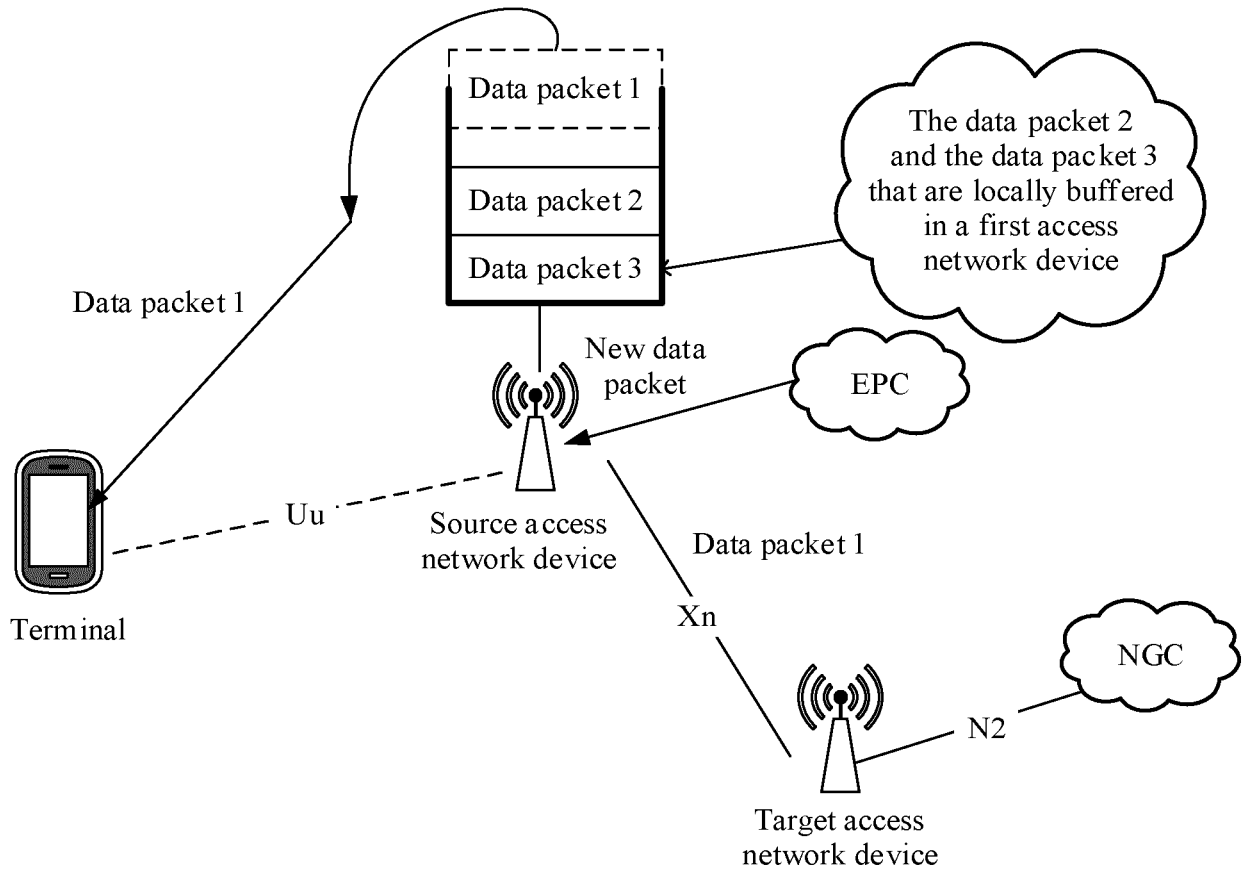 Data packet 1
Data packet 2
Data packet 3
The data packet 2
and the data packet 3
that are locally buffered
in a first access
network device
Data packet 1
New data
packet
EPC
Uu
Source access
network device
Data packet 1
Terminal
Xn
NGC
N2
Target access
network device